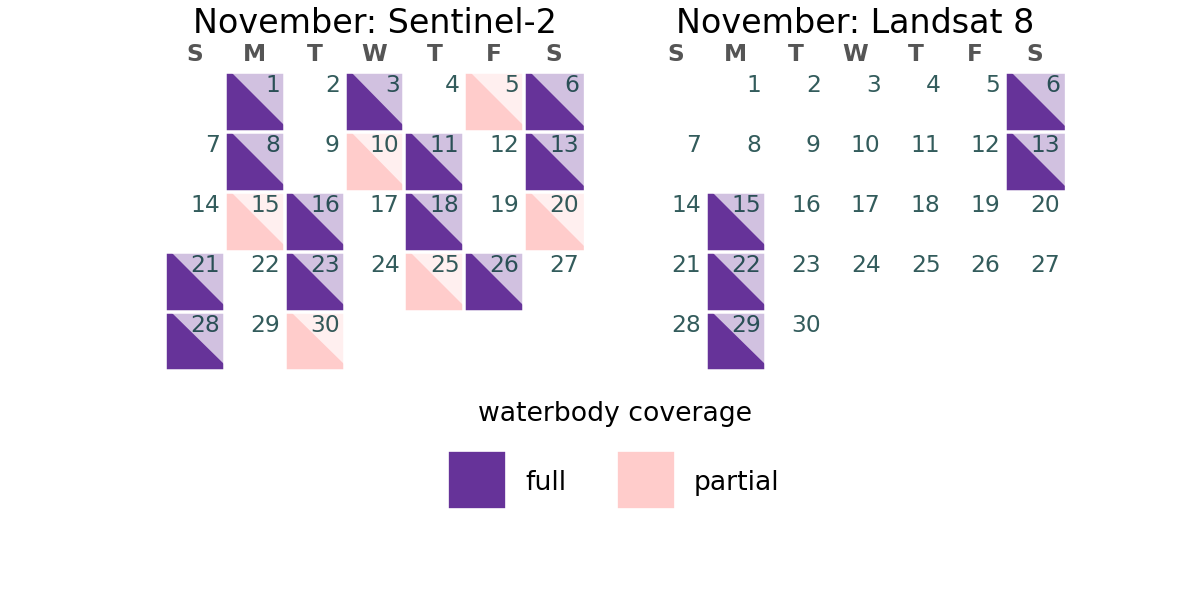 November: Sentinel-2
S M T W T F S
1 2 3 4 5 6
7 8 9 10 11 12 13
14 15 16 17 18 19 20
21 22 23 24 25 26 27
28 29 30
November: Landsat 8
S M T W T F S
1 2 3 4 5 6
7 8 9 10 11 12 13
14 15 16 17 18 19 20
21 22 23 24 25 26 27
28 29 30
waterbody coverage
full partial